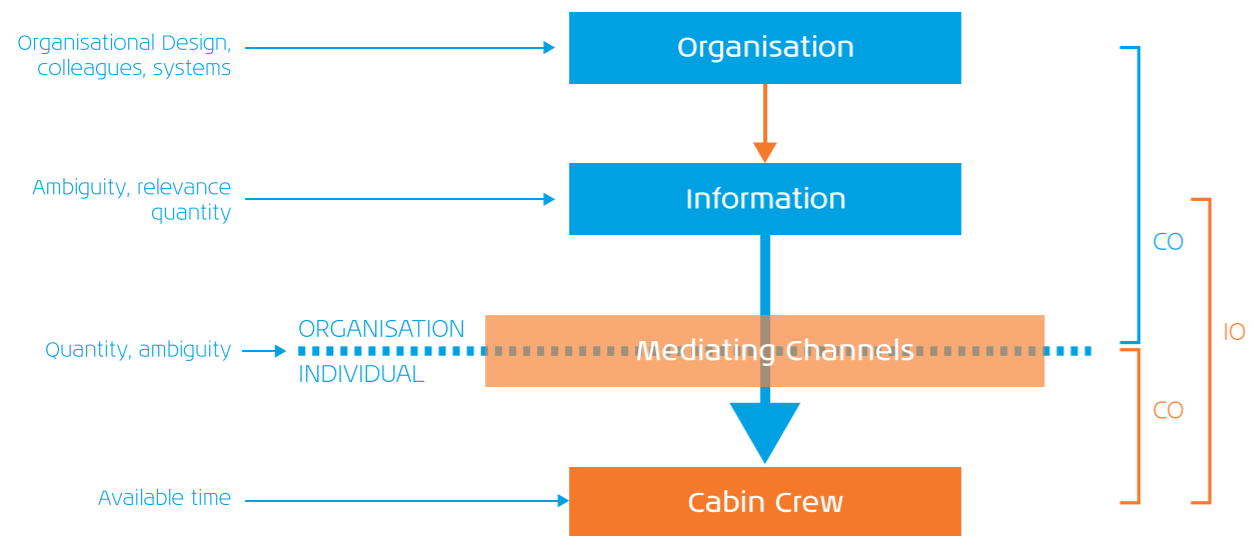 Organisational Design,
colleagues, systems
Organisation
Ambiguity, relevance
quantity
Information
CO
Quantity, ambiguity
ORGANISATION
INDIVIDUAL
Mediating Channels
IO
CO
Available time
Cabin Crew